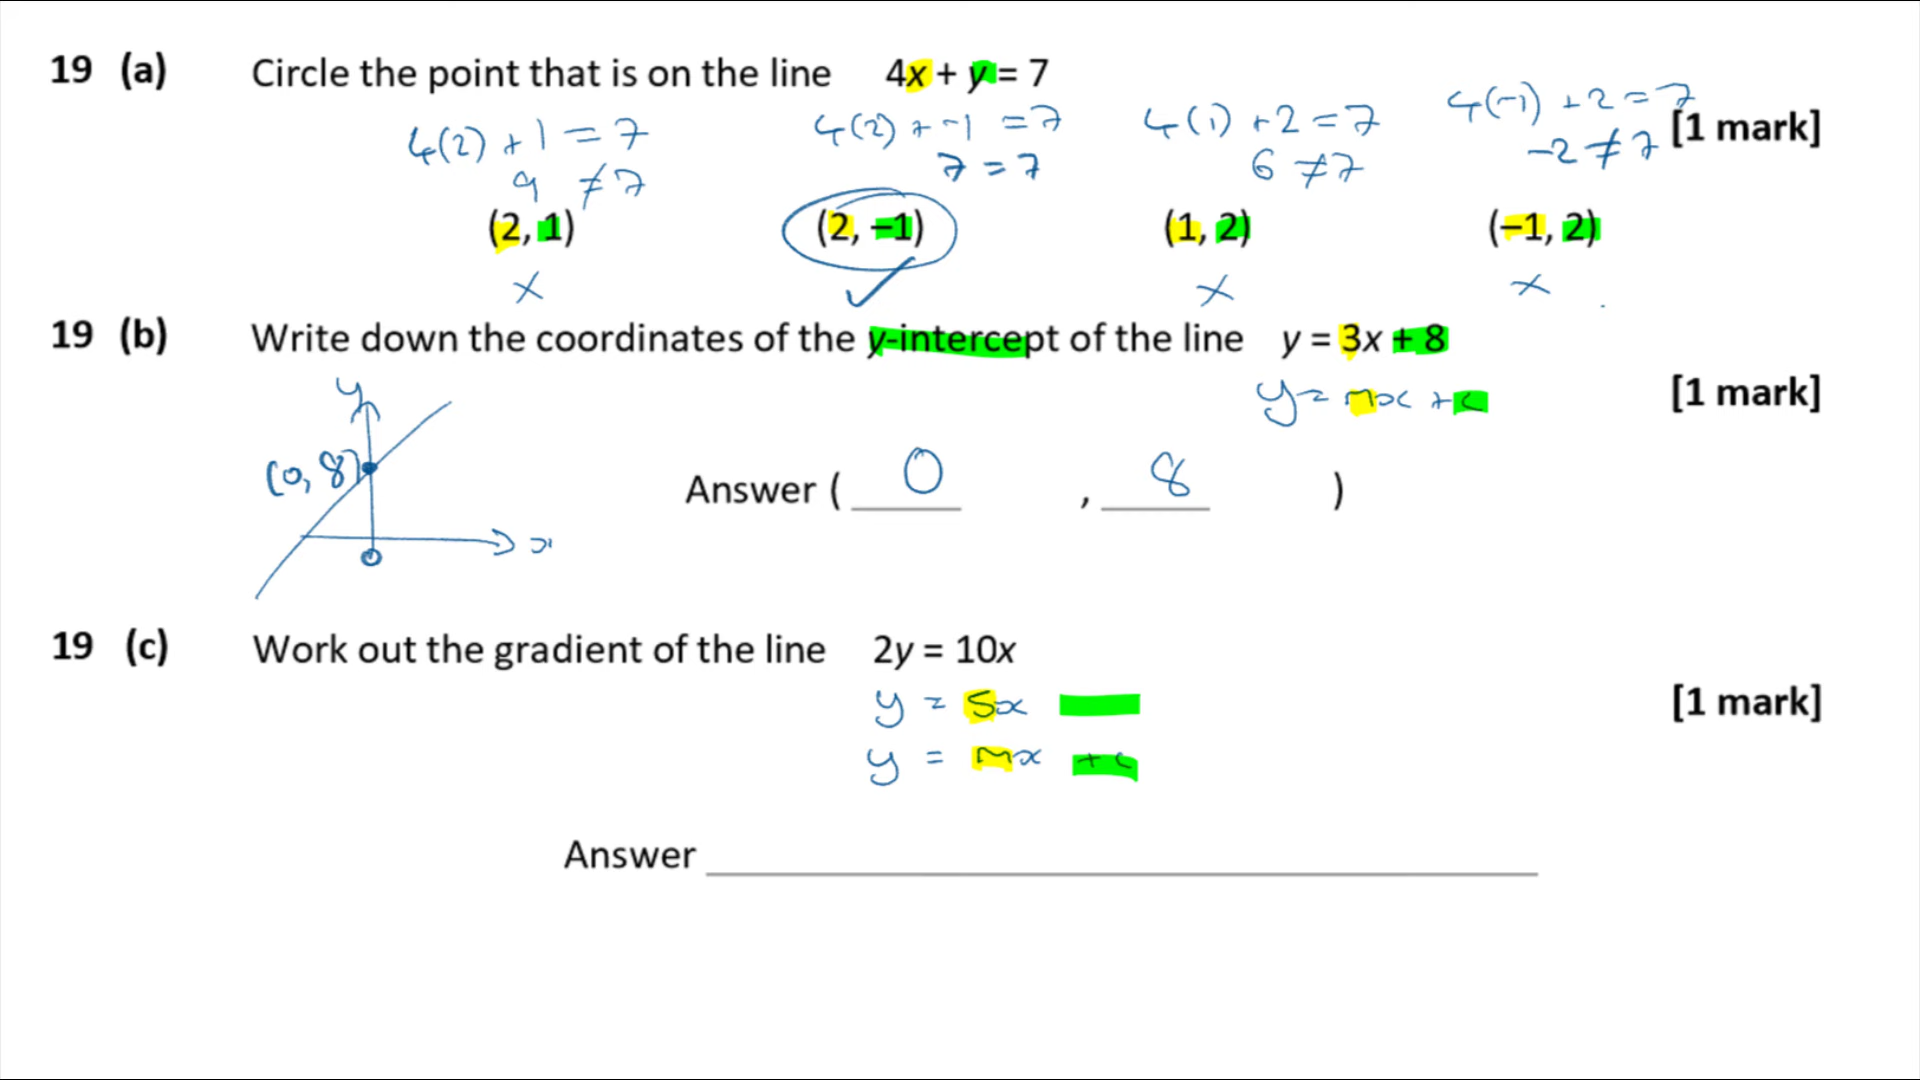 19 (a) Circle the point that is on the line 4x + y = 7
4(2) + 1 = 7 4(2) + -1 = 7 4(1) + 2 = 7 4(-1) + 2 = 7
[1 mark]
9 ≠ 7 7 = 7 6 ≠ 7 -2 ≠ 7
(2, 1) (2, −1) (1, 2) (−1, 2)
x ✓ x x
19 (b) Write down the coordinates of the y-intercept of the line y = 3x + 8
y = mx + c
[1 mark]
y
(0, 8)
Answer ( 0 , 8 )
x
0
19 (c) Work out the gradient of the line 2y = 10x
y = 5x
[1 mark]
y = mx + c
Answer